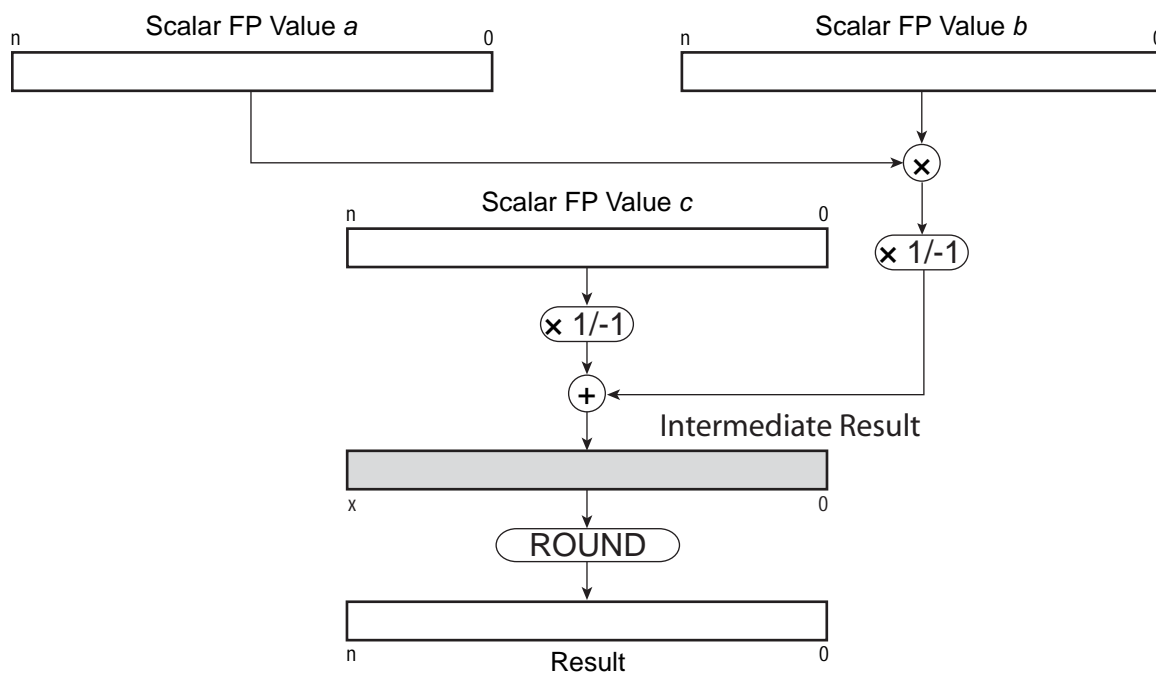 Scalar FP Value a
n 0
Scalar FP Value b
n 0
×
Scalar FP Value c
n 0
× 1/-1
× 1/-1
+
Intermediate Result
x 0
ROUND
n 0
Result